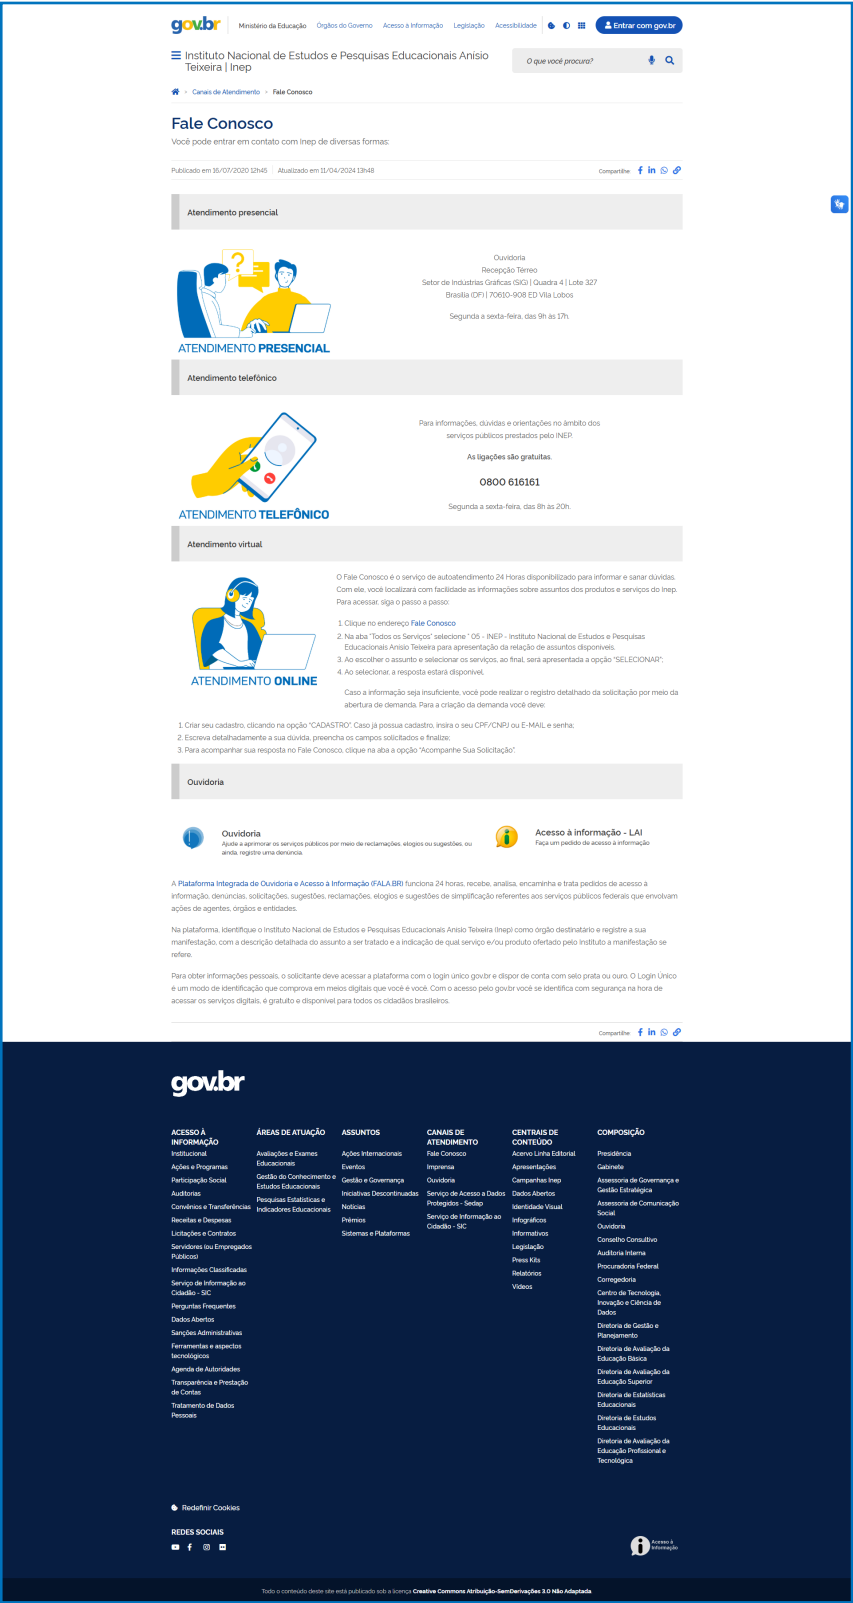 gov.br
Ministério da Educação Órgãos do Governo Acesso à Informação Legislação Acessibilidade Entrar com gov.br
Instituto Nacional de Estudos e Pesquisas Educacionais Anísio
Teixeira | Inep
O que você procura?
Canais de Atendimento > Fale Conosco
Fale Conosco
Você pode entrar em contato com Inep de diversas formas:
Publicado em 16/07/2020 12h45 Atualizado em 11/04/2024 13h48
Compartilhe:
Atendimento presencial
?
ATENDIMENTO PRESENCIAL
Ouvidoria
Recepção Térreo
Setor de Indústrias Gráficas (SIG) | Quadra 4 | Lote 327
Brasília (DF) | 70610-908 ED Vila Lobos
Segunda a sexta-feira, das 9h às 17h.
Atendimento telefônico
ATENDIMENTO TELEFÔNICO
Para informações, dúvidas e orientações no âmbito dos
serviços públicos prestados pelo INEP.
As ligações são gratuitas.
0800 616161
Segunda a sexta-feira, das 8h às 20h.
Atendimento virtual
ATENDIMENTO ONLINE
O Fale Conosco é o serviço de autoatendimento 24 Horas disponibilizado para informar e sanar dúvidas.
Com ele, você localizará com facilidade as informações sobre assuntos dos produtos e serviços do Inep.
Para acessar, siga o passo a passo:
1. Clique no endereço Fale Conosco
2. Na aba "Todos os Serviços" selecione " 05 - INEP - Instituto Nacional de Estudos e Pesquisas
Educacionais Anísio Teixeira para apresentação da relação de assuntos disponíveis.
3. Ao escolher o assunto e selecionar os serviços, ao final, será apresentada a opção "SELECIONAR";
4. Ao selecionar, a resposta estará disponível.
Caso a informação seja insuficiente, você pode realizar o registro detalhado da solicitação por meio da
abertura de demanda. Para a criação da demanda você deve:
1. Criar seu cadastro, clicando na opção "CADASTRO". Caso já possua cadastro, insira o seu CPF/CNPJ ou E-MAIL e senha;
2. Escreva detalhadamente a sua dúvida, preencha os campos solicitados e finalize;
3. Para acompanhar sua resposta no Fale Conosco, clique na aba a opção "Acompanhe Sua Solicitação".
Ouvidoria
Ouvidoria
Ajude a aprimorar os serviços públicos por meio de reclamações, elogios ou sugestões, ou
ainda, registre uma denúncia.
Acesso à informação - LAI
Faça um pedido de acesso à informação
A Plataforma Integrada de Ouvidoria e Acesso à Informação (FALA.BR) funciona 24 horas, recebe, analisa, encaminha e trata pedidos de acesso à
informação, denúncias, solicitações, sugestões, reclamações, elogios e sugestões de simplificação referentes aos serviços públicos federais que envolvam
ações de agentes, órgãos e entidades.
Na plataforma, identifique o Instituto Nacional de Estudos e Pesquisas Educacionais Anísio Teixeira (Inep) como órgão destinatário e registre a sua
manifestação, com a descrição detalhada do assunto a ser tratado e a indicação de qual serviço e/ou produto ofertado pelo Instituto a manifestação se
refere.
Para obter informações pessoais, o solicitante deve acessar a plataforma com o login único gov.br e dispor de conta com selo prata ou ouro. O Login Único
é um modo de identificação que comprova em meios digitais que você é você. Com o acesso pelo gov.br você se identifica com segurança na hora de
acessar os serviços digitais, é gratuito e disponível para todos os cidadãos brasileiros.
Compartilhe:
gov.br
ACESSO À
INFORMAÇÃO
Institucional
Ações e Programas
Participação Social
Auditorias
Convênios e Transferências
Receitas e Despesas
Licitações e Contratos
Servidores (ou Empregados
Públicos)
Informações Classificadas
Serviço de Informação ao
Cidadão - SIC
Perguntas Frequentes
Dados Abertos
Sanções Administrativas
Ferramentas e aspectos
tecnológicos
Agenda de Autoridades
Transparência e Prestação
de Contas
Tratamento de Dados
Pessoais
ÁREAS DE ATUAÇÃO
Avaliações e Exames
Educacionais
Gestão do Conhecimento e
Estudos Educacionais
Pesquisas Estatísticas e
Indicadores Educacionais
ASSUNTOS
Ações Internacionais
Eventos
Gestão e Governança
Iniciativas Descontinuadas
Notícias
Prêmios
Sistemas e Plataformas
CANAIS DE
ATENDIMENTO
Fale Conosco
Imprensa
Ouvidoria
Serviço de Acesso a Dados
Protegidos - Sedap
Serviço de Informação ao
Cidadão - SIC
CENTRAIS DE
CONTEÚDO
Acervo Linha Editorial
Apresentações
Campanhas Inep
Dados Abertos
Identidade Visual
Infográficos
Informativos
Legislação
Press Kits
Relatórios
Vídeos
COMPOSIÇÃO
Presidência
Gabinete
Assessoria de Governança e
Gestão Estratégica
Assessoria de Comunicação
Social
Ouvidoria
Conselho Consultivo
Auditoria Interna
Procuradoria Federal
Corregedoria
Centro de Tecnologia,
Inovação e Ciência de
Dados
Diretoria de Gestão e
Planejamento
Diretoria de Avaliação da
Educação Básica
Diretoria de Avaliação da
Educação Superior
Diretoria de Estatísticas
Educacionais
Diretoria de Estudos
Educacionais
Diretoria de Avaliação da
Educação Profissional e
Tecnológica
Redefinir Cookies
REDES SOCIAIS
Acesso à
Informação
Todo o conteúdo deste site está publicado sob a licença Creative Commons Atribuição-SemDerivações 3.0 Não Adaptada